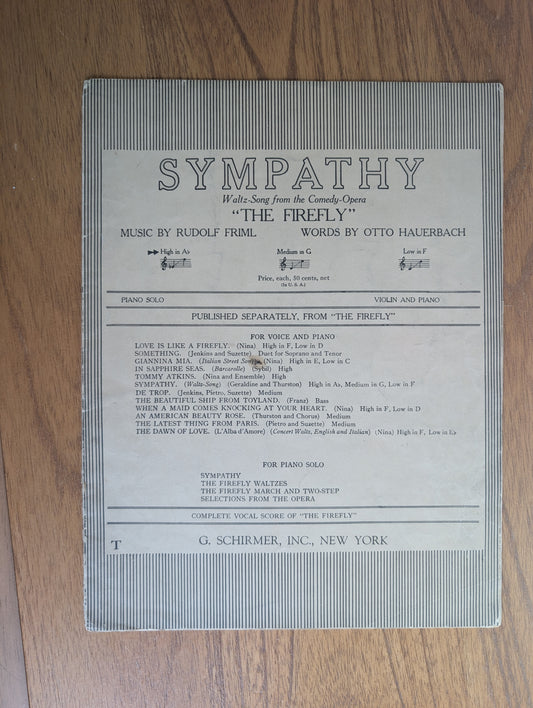 SYMPATHY
Waltz-Song from the Comedy-Opera
"THE FIREFLY"
MUSIC BY RUDOLF FRIML WORDS BY OTTO HAUERBACH
High in A♭ Medium in G Low in F
Price, each, 50 cents, net
(In U. S. A.)
PIANO SOLO VIOLIN AND PIANO
PUBLISHED SEPARATELY, FROM "THE FIREFLY"
FOR VOICE AND PIANO
LOVE IS LIKE A FIREFLY. (Nina) High in F, Low in D
SOMETHING. (Jenkins and Suzette) Duet for Soprano and Tenor
GIANNINA MIA. (Italian Street Song) (Nina) High in E, Low in C
IN SAPPHIRE SEAS. (Barcarolle) (Sybil) High
TOMMY ATKINS. (Nina and Ensemble) High
SYMPATHY. (Waltz-Song) (Geraldine and Thurston) High in A♭, Medium in G, Low in F
DE TROP. (Jenkins, Pietro, Suzette) Medium
THE BEAUTIFUL SHIP FROM TOYLAND. (Franz) Bass
WHEN A MAID COMES KNOCKING AT YOUR HEART. (Nina) High in F, Low in D
AN AMERICAN BEAUTY ROSE. (Thurston and Chorus) Medium
THE LATEST THING FROM PARIS. (Pietro and Suzette) Medium
THE DAWN OF LOVE. (L'Alba d'Amore) (Concert Waltz, English and Italian) (Nina) High in F, Low in E♭
FOR PIANO SOLO
SYMPATHY
THE FIREFLY WALTZES
THE FIREFLY MARCH AND TWO-STEP
SELECTIONS FROM THE OPERA
COMPLETE VOCAL SCORE OF "THE FIREFLY"
T G. SCHIRMER, INC., NEW YORK